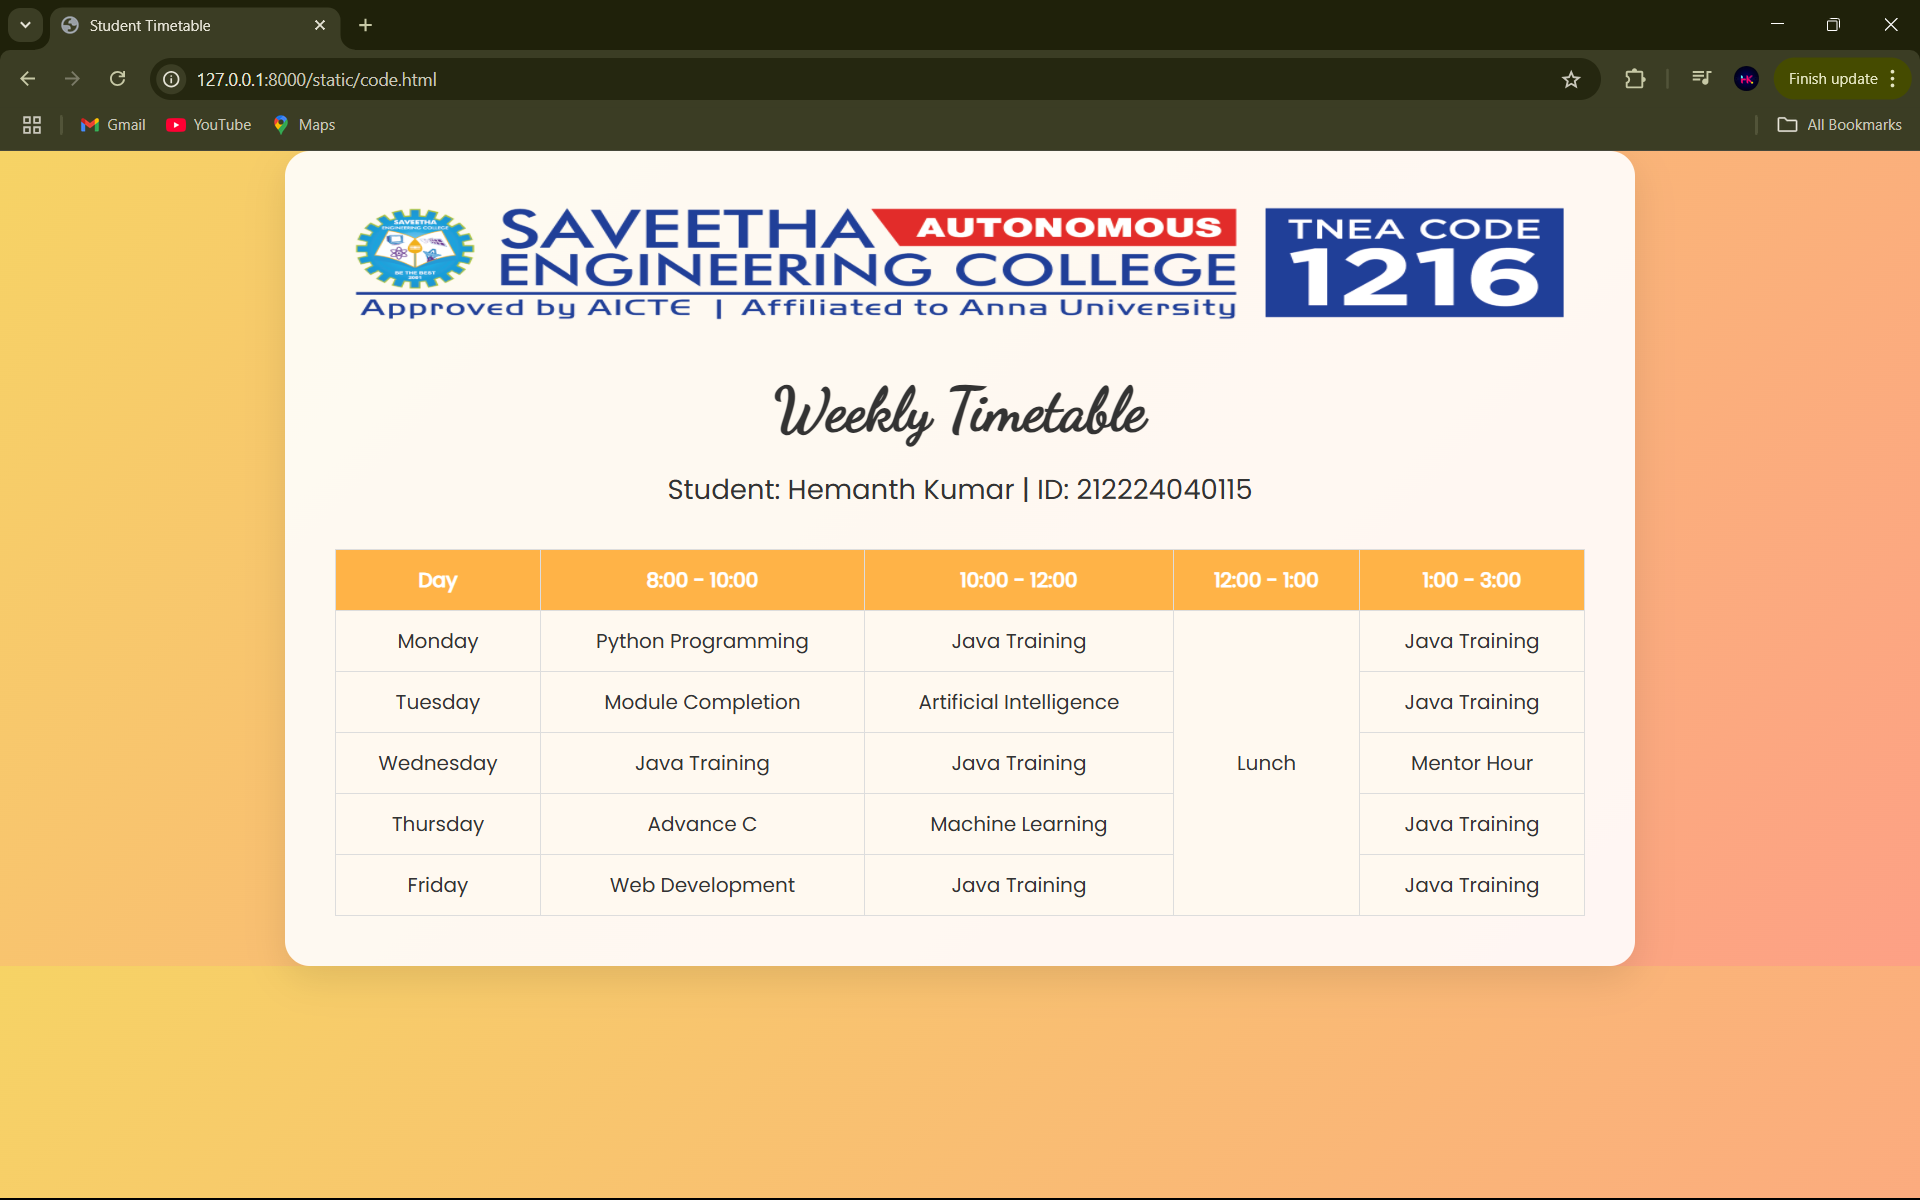 Student Timetable
127.0.0.1:8000/static/code.html
Finish update
Gmail YouTube Maps All Bookmarks
SAVEETHA
ENGINEERING COLLEGE
BE THE BEST
2001
SAVEETHA AUTONOMOUS
ENGINEERING COLLEGE
Approved by AICTE | Affiliated to Anna University
TNEA CODE
1216
Weekly Timetable
Student: Hemanth Kumar | ID: 212224040115
Day 8:00 - 10:00 10:00 - 12:00 12:00 - 1:00 1:00 - 3:00
Monday Python Programming Java Training Java Training
Tuesday Module Completion Artificial Intelligence Java Training
Wednesday Java Training Java Training Lunch Mentor Hour
Thursday Advance C Machine Learning Java Training
Friday Web Development Java Training Java Training